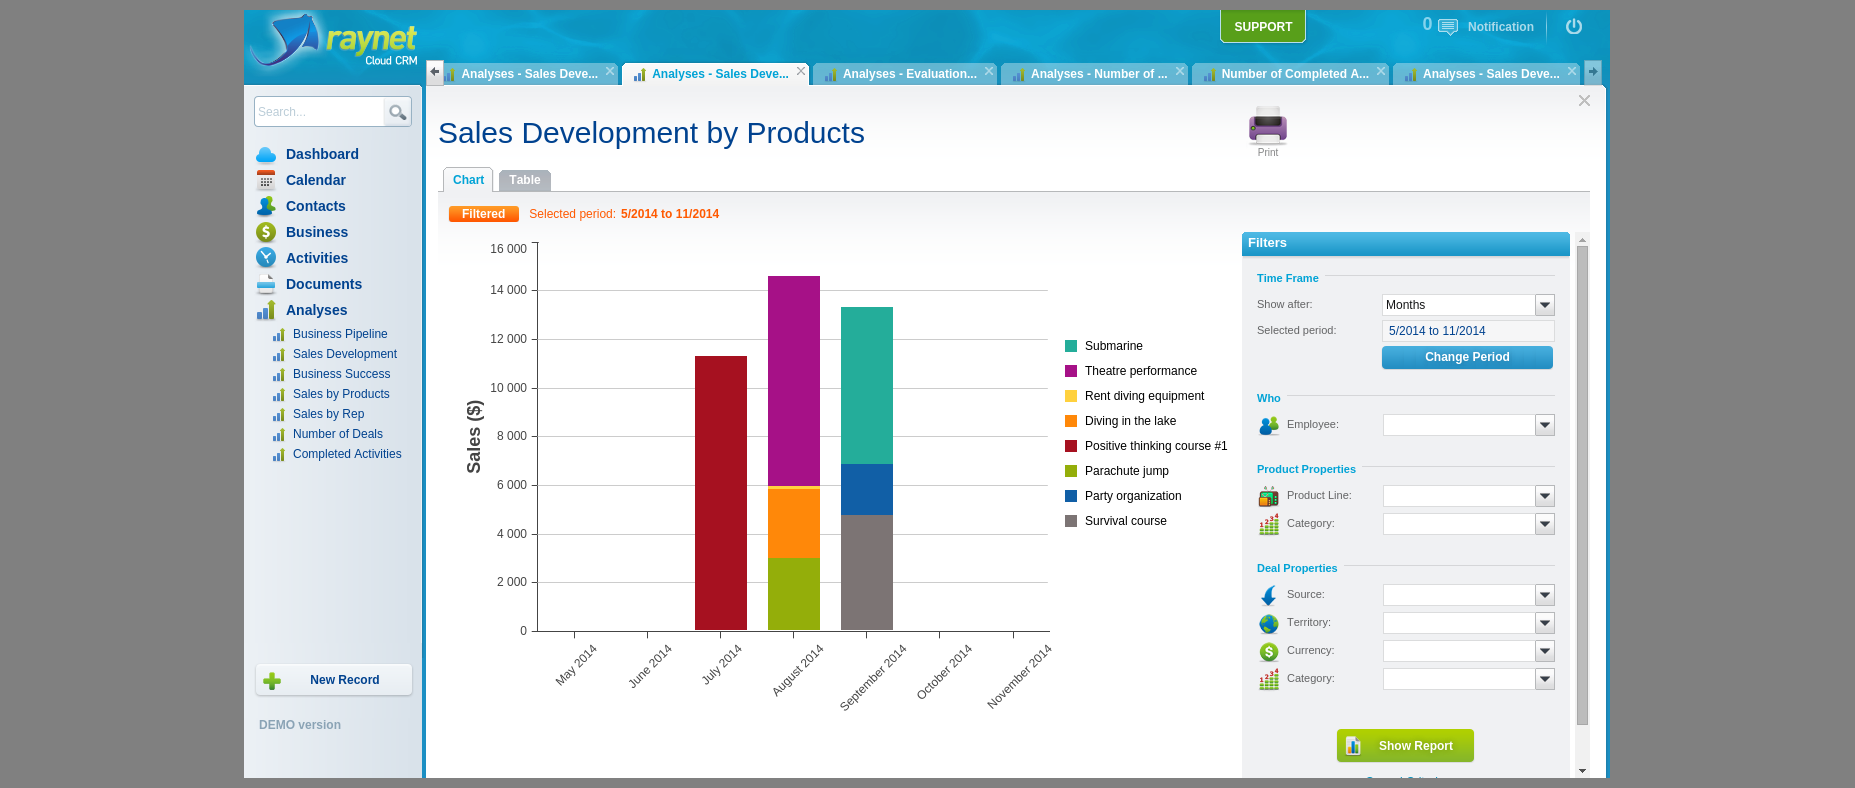 raynet
Cloud CRM
SUPPORT
0 Notification
Analyses - Sales Deve...
Analyses - Sales Deve...
Analyses - Evaluation...
Analyses - Number of ...
Number of Completed A...
Analyses - Sales Deve...
Search...
Dashboard
Calendar
Contacts
Business
Activities
Documents
Analyses
Business Pipeline
Sales Development
Business Success
Sales by Products
Sales by Rep
Number of Deals
Completed Activities
New Record
DEMO version
Sales Development by Products
Print
Chart
Table
Filtered Selected period: 5/2014 to 11/2014
Sales ($)
16 000
14 000
12 000
10 000
8 000
6 000
4 000
2 000
0
May 2014
June 2014
July 2014
August 2014
September 2014
October 2014
November 2014
Submarine
Theatre performance
Rent diving equipment
Diving in the lake
Positive thinking course #1
Parachute jump
Party organization
Survival course
Filters
Time Frame
Show after: Months
Selected period: 5/2014 to 11/2014
Change Period
Who
Employee:
Product Properties
Product Line:
Category:
Deal Properties
Source:
Territory:
Currency:
Category:
Show Report